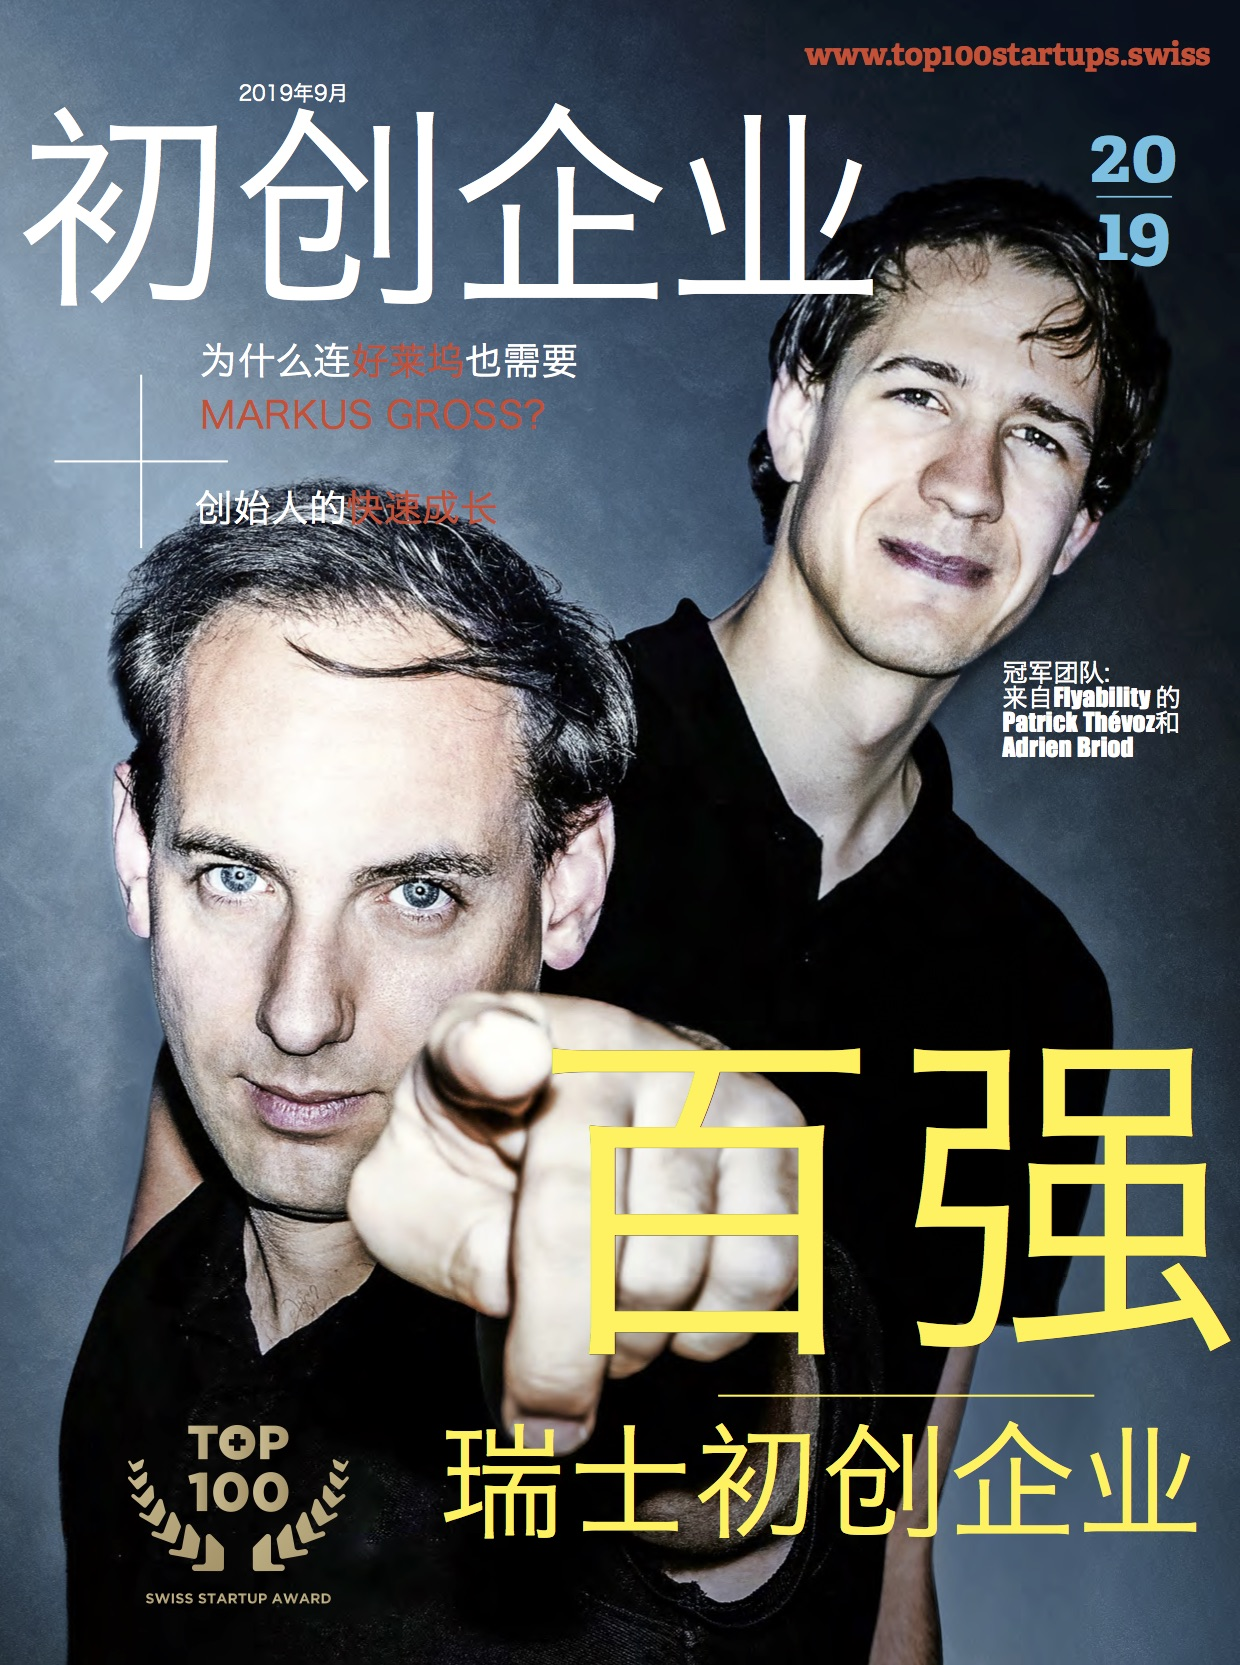 www.top100startups.swiss
2019年9月
初创企业
20
19
为什么连好莱坞也需要
MARKUS GROSS?
创始人的快速成长
冠军团队:
来自Flyability 的
Patrick Thévoz和
Adrien Briod
百强
瑞士初创企业
TOP
100
SWISS STARTUP AWARD